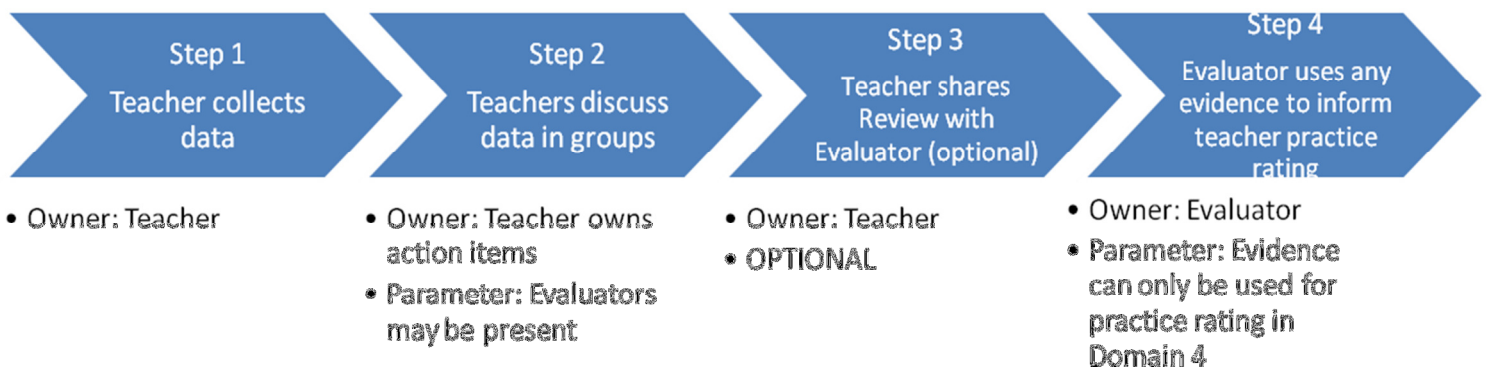 Step 1
Teacher collects
data
Step 2
Teachers discuss
data in groups
Step 3
Teacher shares
Review with
Evaluator (optional)
Step 4
Evaluator uses any
evidence to inform
teacher practice
rating
• Owner: Teacher
• Owner: Teacher owns
action items
• Parameter: Evaluators
may be present
• Owner: Teacher
• OPTIONAL
• Owner: Evaluator
• Parameter: Evidence
can only be used for
practice rating in
Domain 4